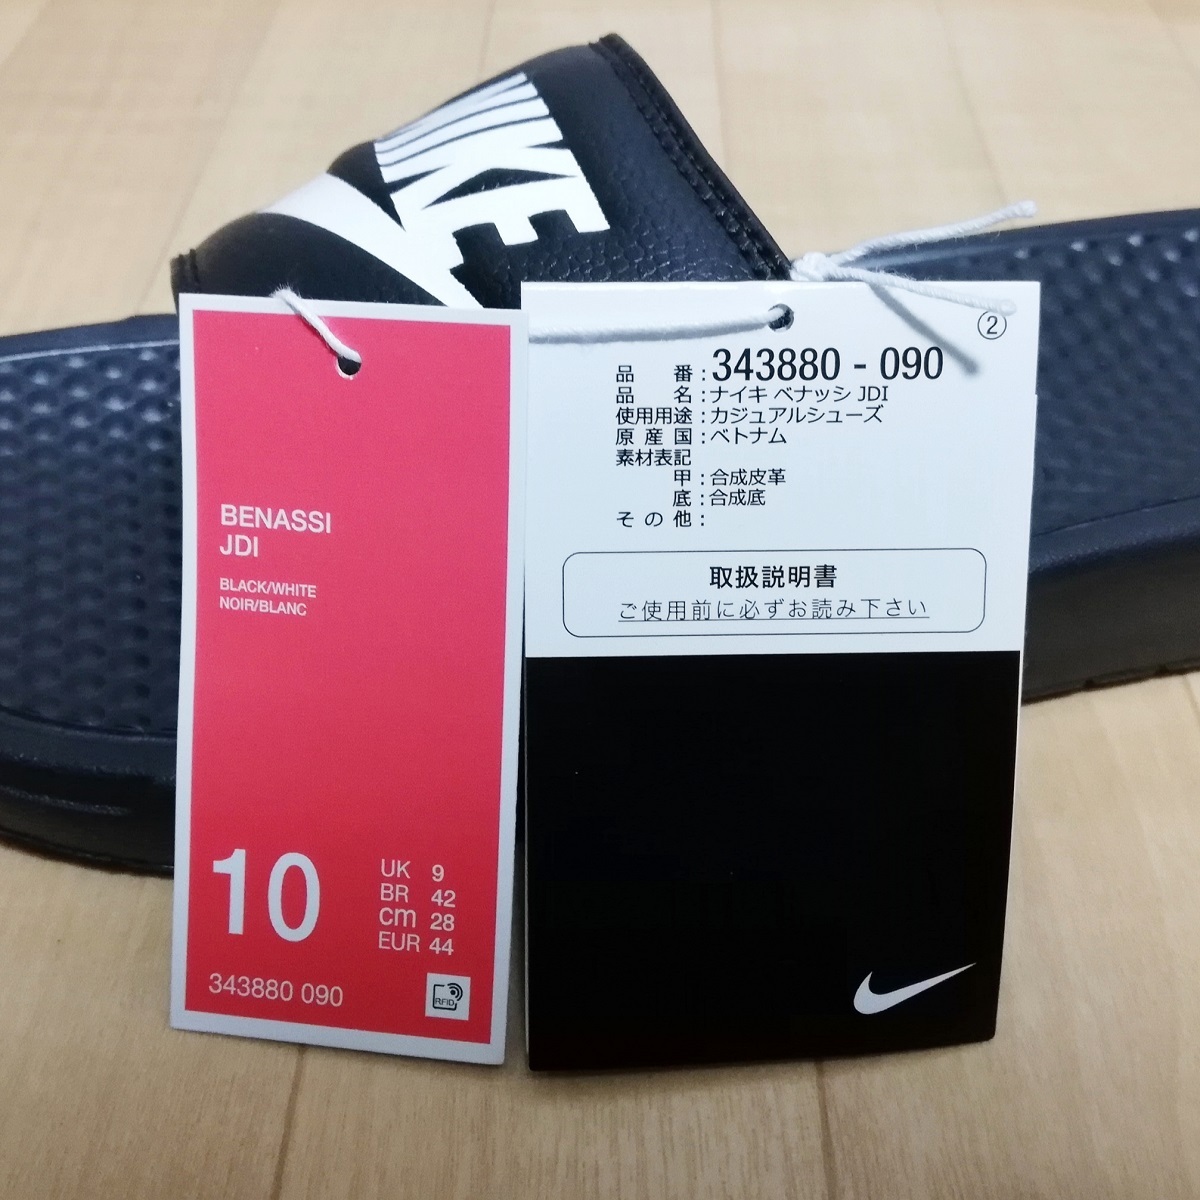 NIKE
BENASSI
JDI
BLACK/WHITE
NOIR/BLANC
10
UK 9
BR 42
cm 28
EUR 44
343880 090
RFID
②
品番:343880-090
品名:ナイキ ベナッシ JDI
使用用途:カジュアルシューズ
原産国:ベトナム
素材表記
甲:合成皮革
底:合成底
その他:
取扱説明書
ご使用前に必ずお読み下さい